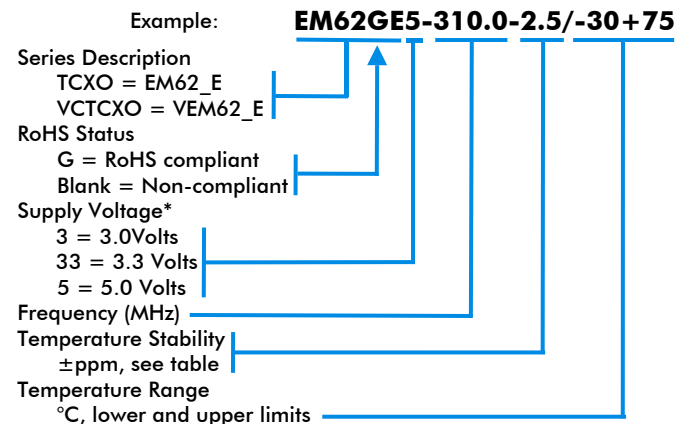 Example: EM62GE5-310.0-2.5/-30+75
Series Description
TCXO = EM62_E
VCTCXO = VEM62_E
RoHS Status
G = RoHS compliant
Blank = Non-compliant
Supply Voltage*
3 = 3.0Volts
33 = 3.3 Volts
5 = 5.0 Volts
Frequency (MHz)
Temperature Stability
±ppm, see table
Temperature Range
°C, lower and upper limits